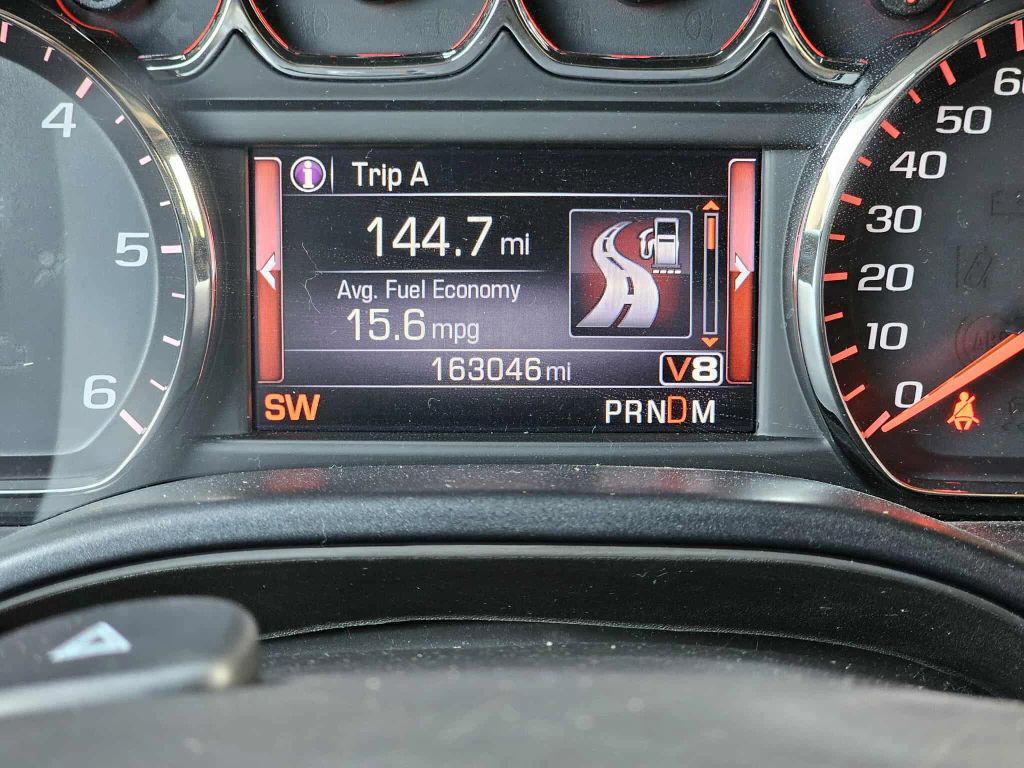 Trip A
144.7 mi
Avg. Fuel Economy
15.6 mpg
163046 mi V8
SW PRNDM
4
5
6
60
50
40
30
20
10
0